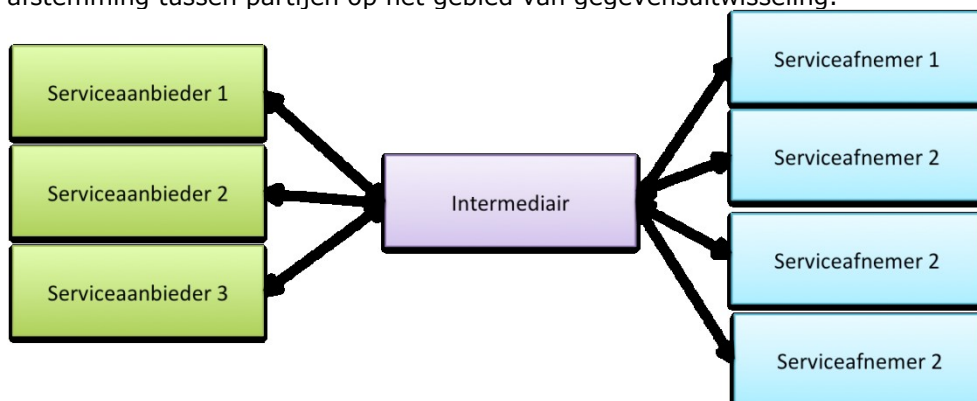 afstemming tussen partijen op het gebied van gegevensuitwisseling.
Serviceaanbieder 1
Serviceaanbieder 2
Serviceaanbieder 3
Intermediair
Serviceafnemer 1
Serviceafnemer 2
Serviceafnemer 2
Serviceafnemer 2